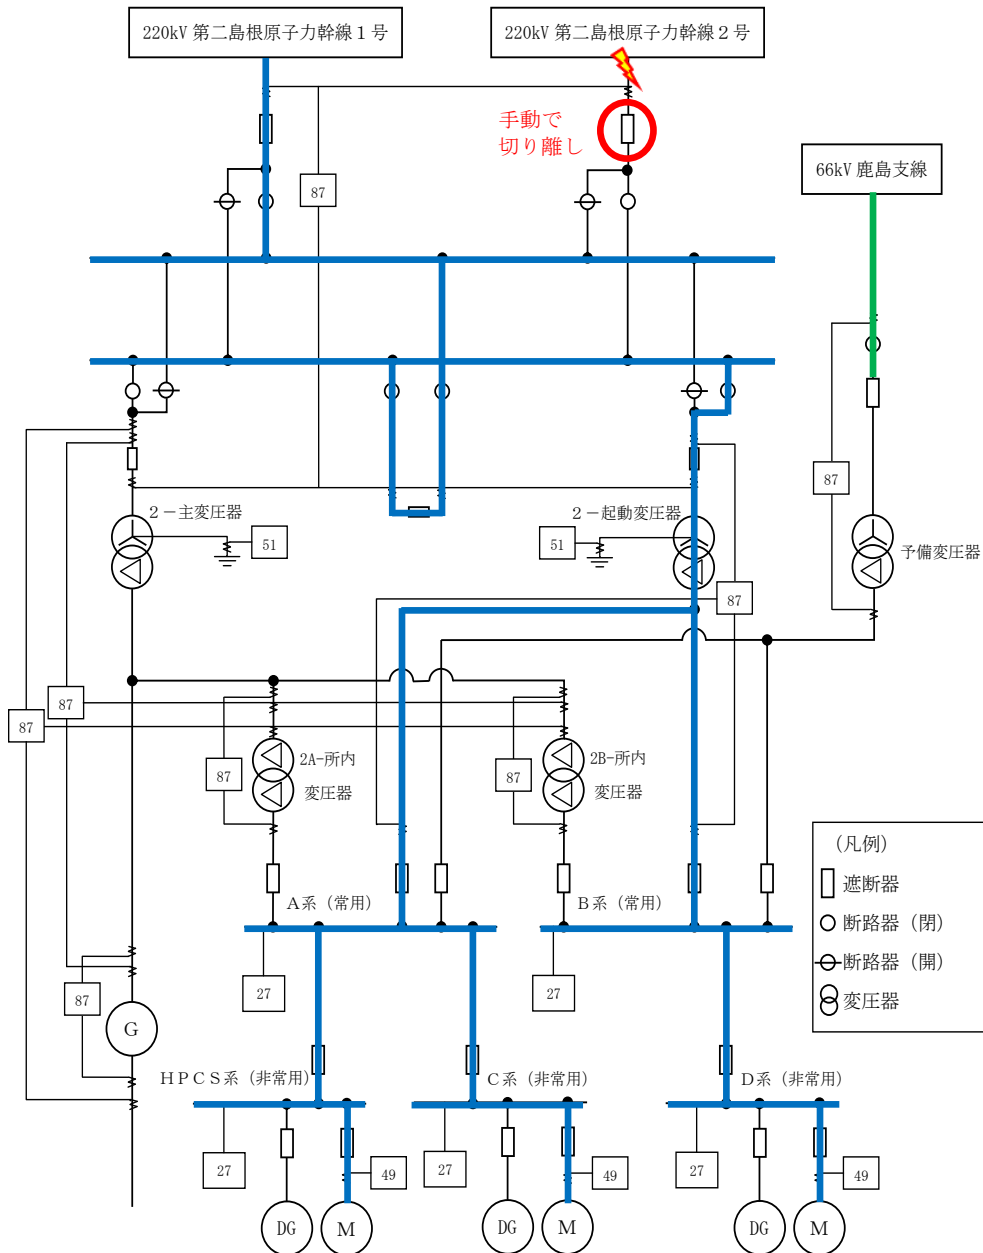 220kV 第二島根原子力幹線1号
220kV 第二島根原子力幹線2号
手動で
切り離し
66kV 鹿島支線
87
87
2－主変圧器
51
2－起動変圧器
51
予備変圧器
87
87
87
87
2A-所内
変圧器
87
2B-所内
変圧器
(凡例)
遮断器
断路器（閉）
断路器（開）
変圧器
A系（常用）
B系（常用）
27
27
87
G
HPCS系（非常用）
C系（非常用）
D系（非常用）
27
49
27
49
27
49
DG
M
DG
M
DG
M